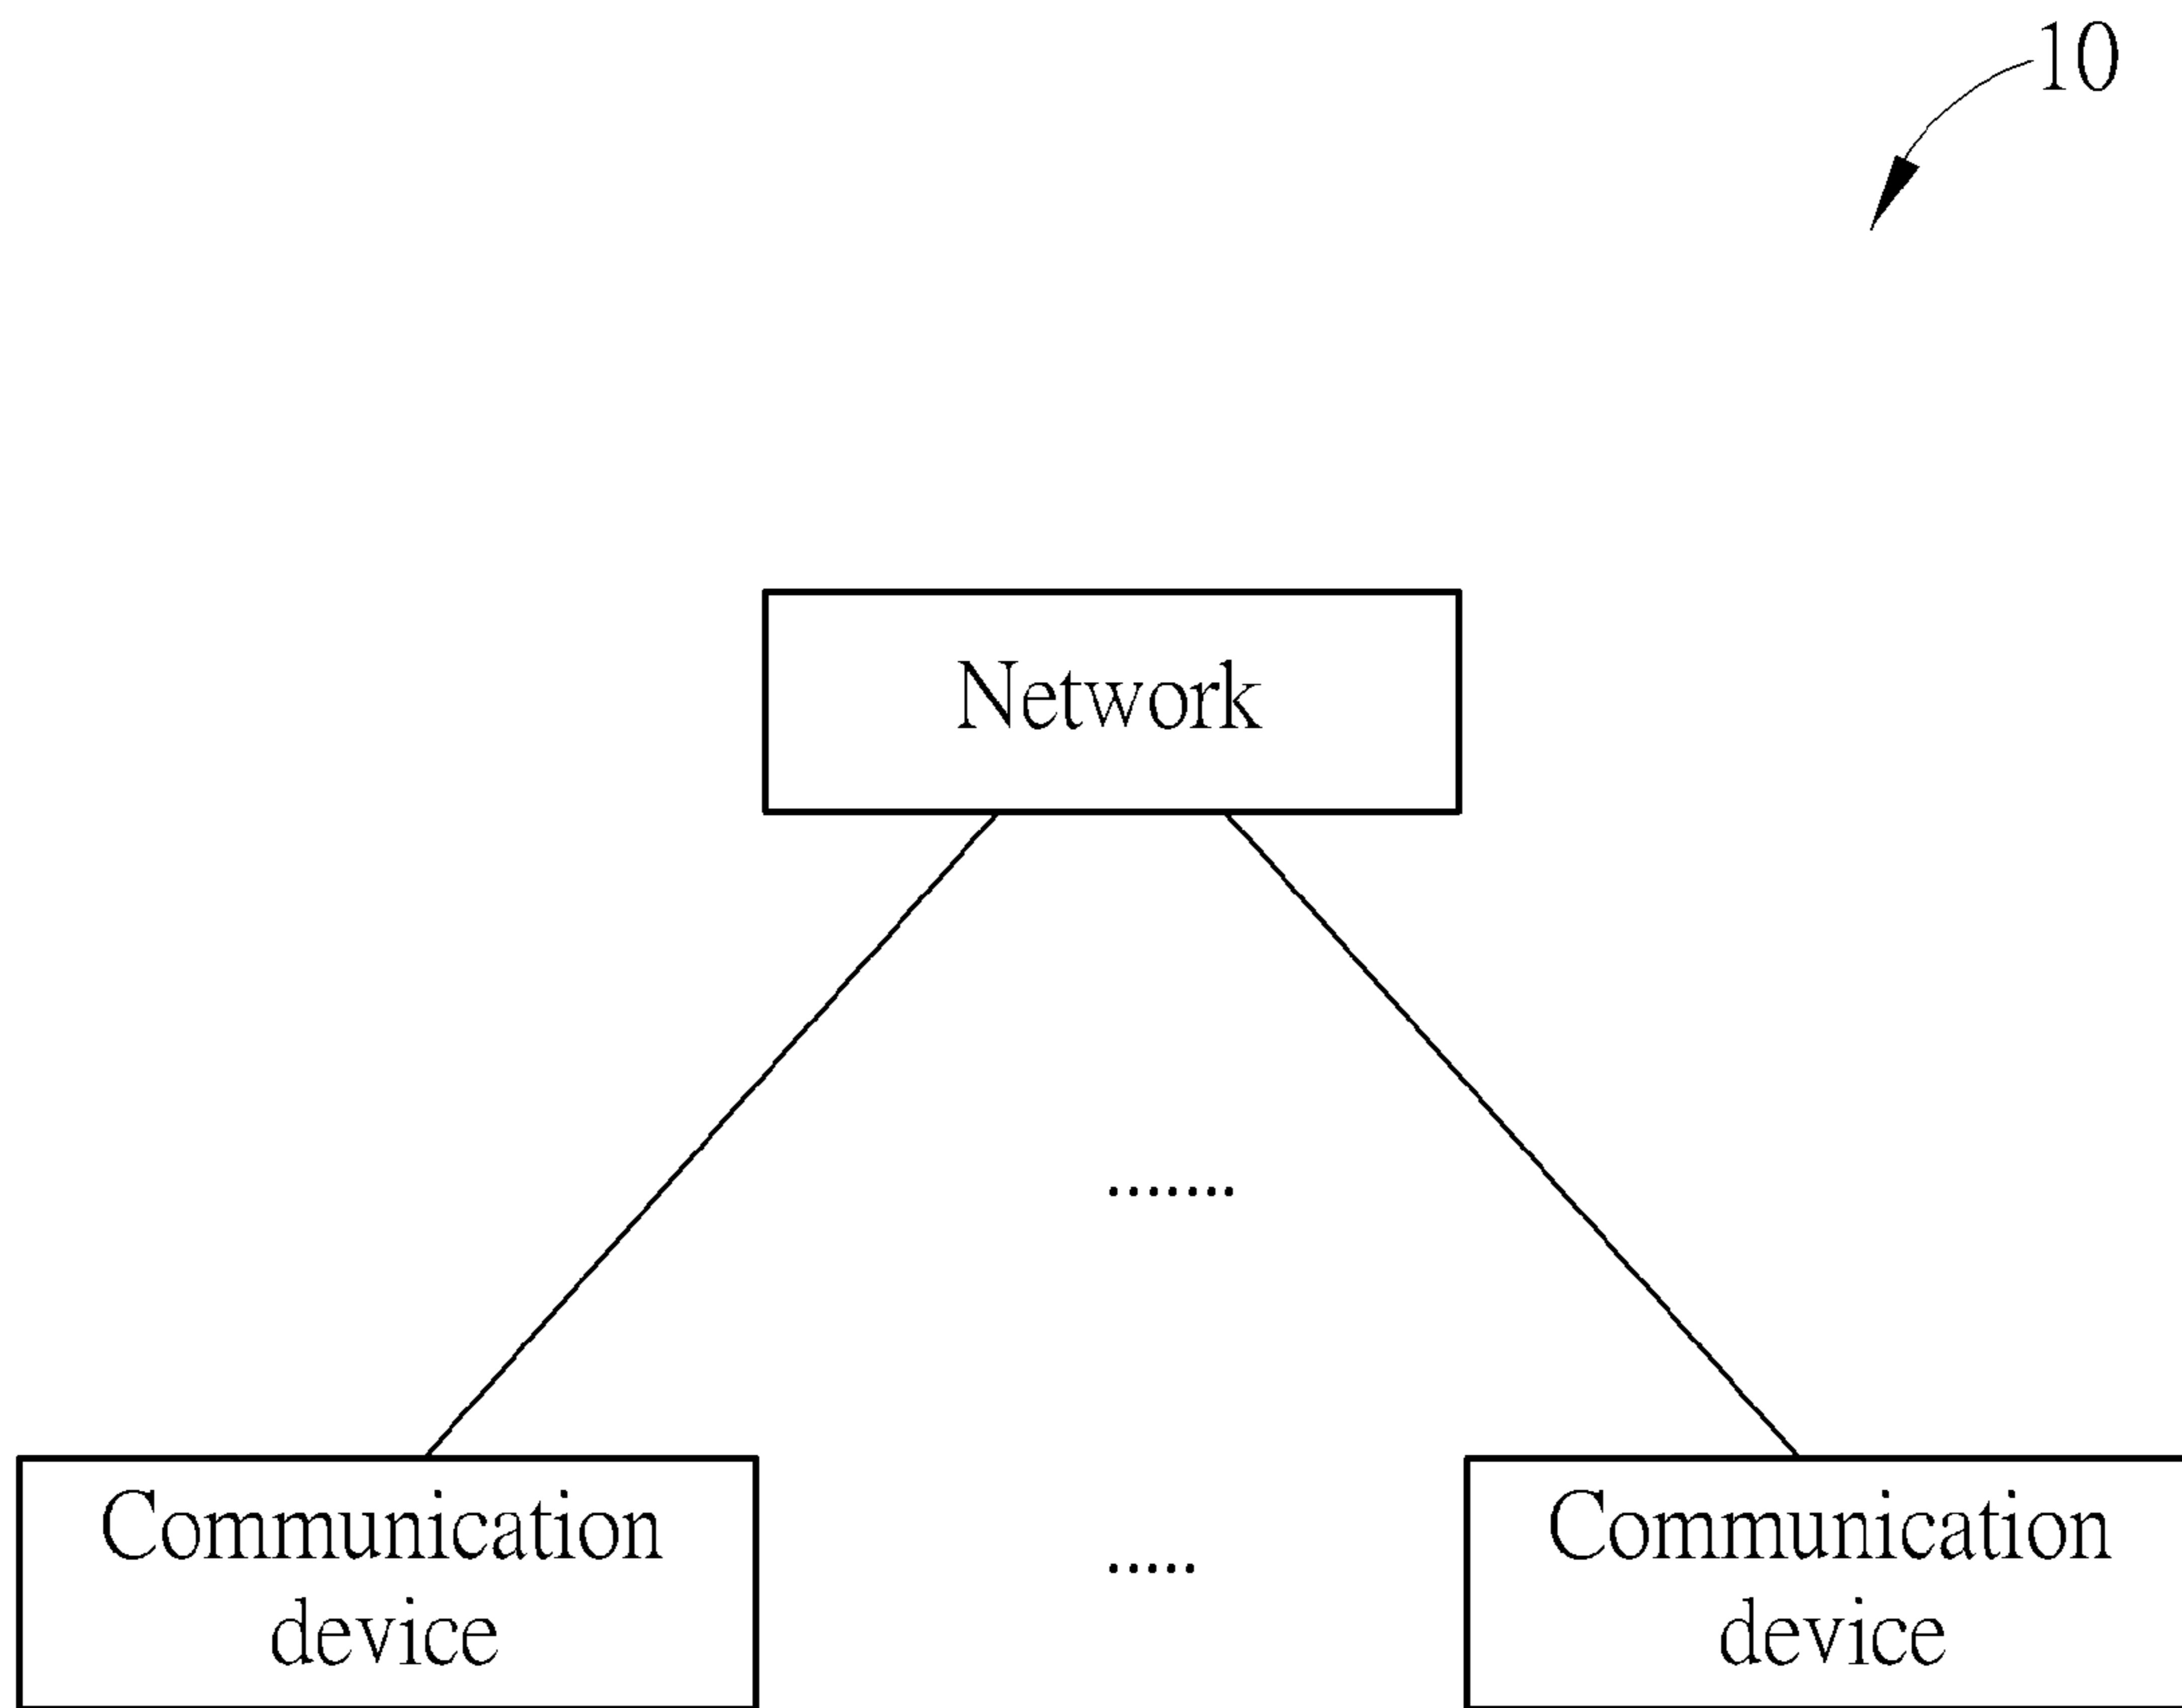 10
Network
.......
Communication
device
.....
Communication
device